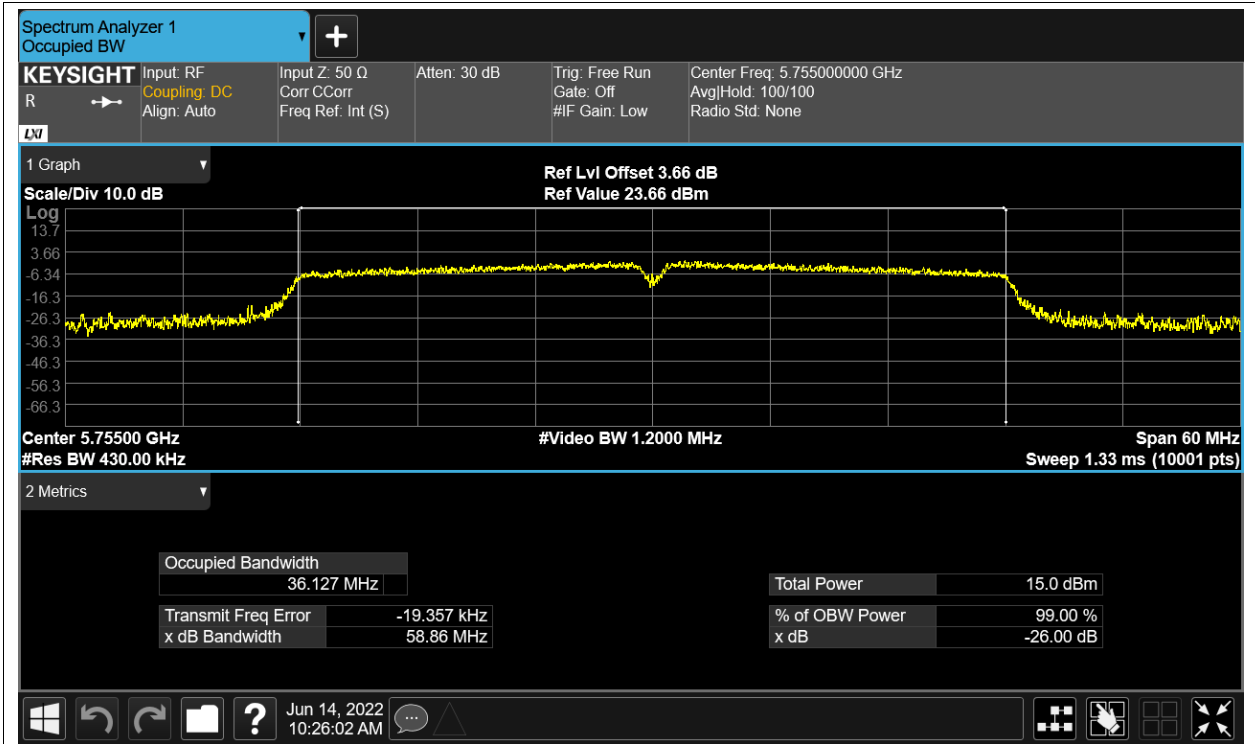 Spectrum Analyzer 1
Occupied BW
KEYSIGHT
R
LXI
Input: RF
Coupling: DC
Align: Auto
Input Z: 50 Ω
Corr CCorr
Freq Ref: Int (S)
Atten: 30 dB
Trig: Free Run
Gate: Off
#IF Gain: Low
Center Freq: 5.755000000 GHz
Avg|Hold: 100/100
Radio Std: None
1 Graph
Scale/Div 10.0 dB
Ref Lvl Offset 3.66 dB
Ref Value 23.66 dBm
Log
13.7
3.66
-6.34
-16.3
-26.3
-36.3
-46.3
-56.3
-66.3
Center 5.75500 GHz
#Video BW 1.2000 MHz
Span 60 MHz
#Res BW 430.00 kHz
Sweep 1.33 ms (10001 pts)
2 Metrics
Occupied Bandwidth
36.127 MHz
Total Power 15.0 dBm
Transmit Freq Error -19.357 kHz
% of OBW Power 99.00 %
x dB Bandwidth 58.86 MHz
x dB -26.00 dB
?
Jun 14, 2022
10:26:02 AM